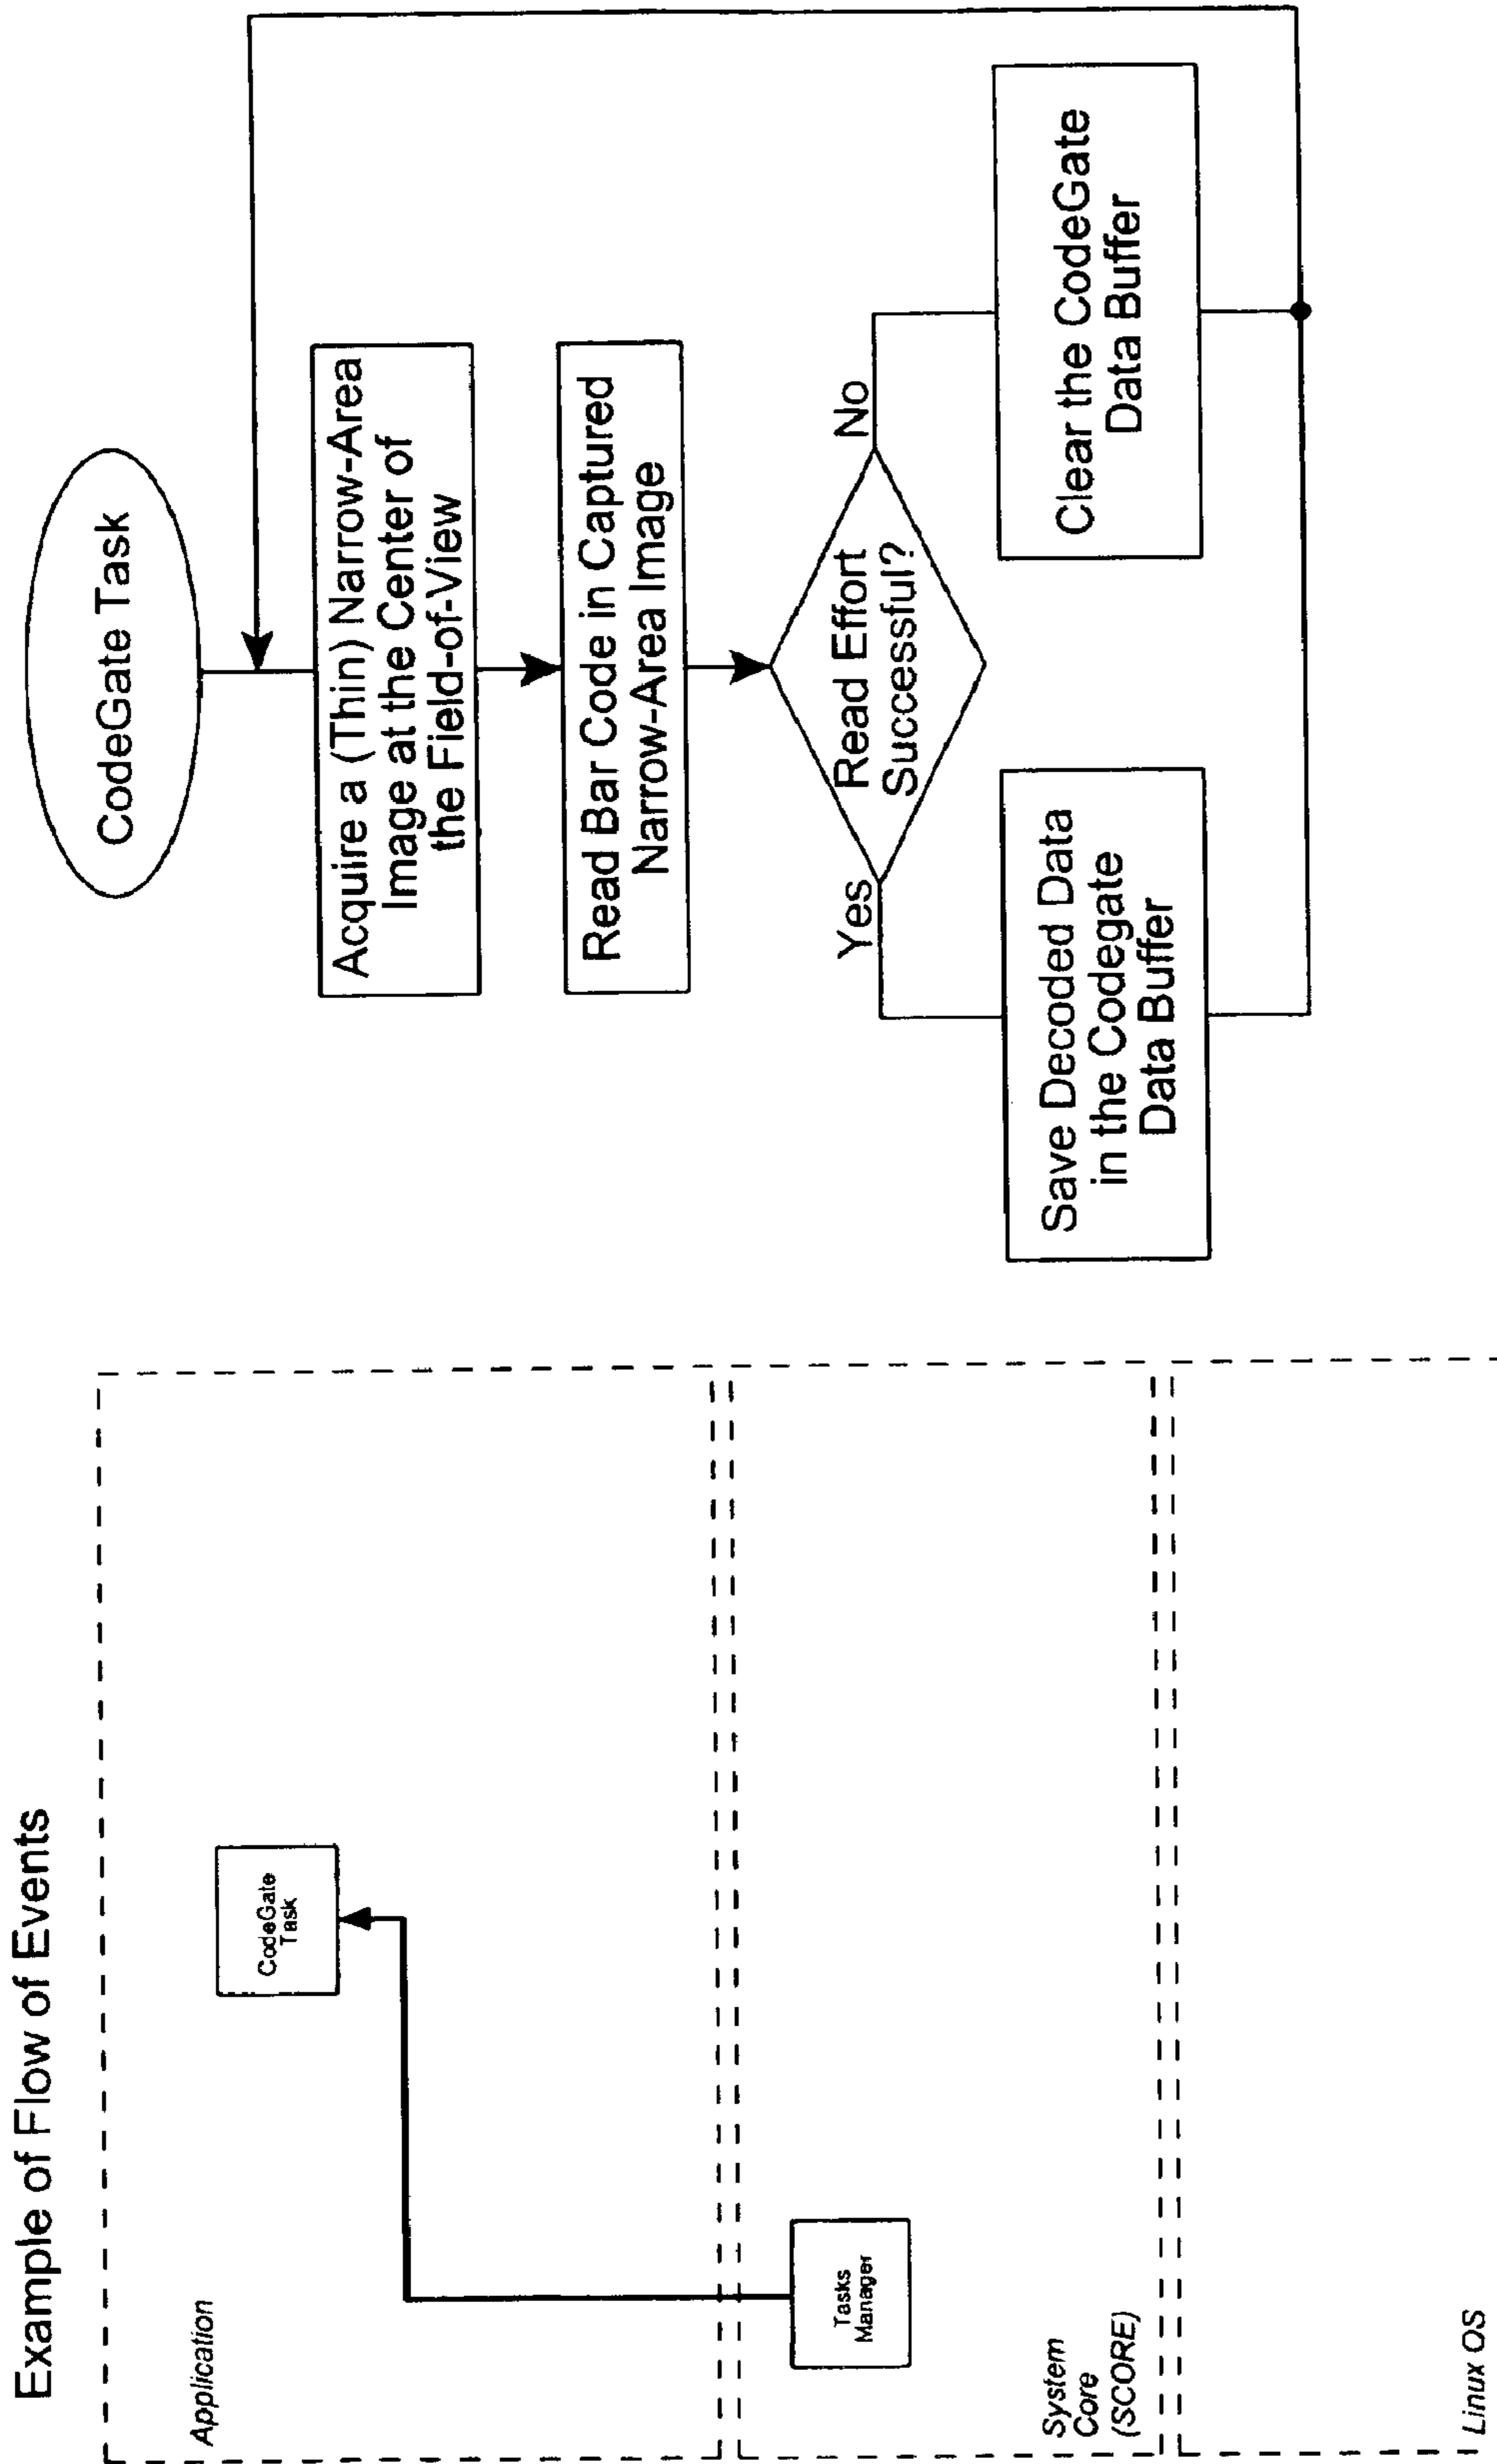 Example of Flow of Events
Application
CodeGate
Task
Tasks
Manager
System
Core
(SCORE)
Linux OS
CodeGate Task
Acquire a (Thin) Narrow-Area
Image at the Center of
the Field-of-View
Read Bar Code in Captured
Narrow-Area Image
Read Effort
Successful?
Yes
No
Save Decoded Data
in the Codegate
Data Buffer
Clear the CodeGate
Data Buffer